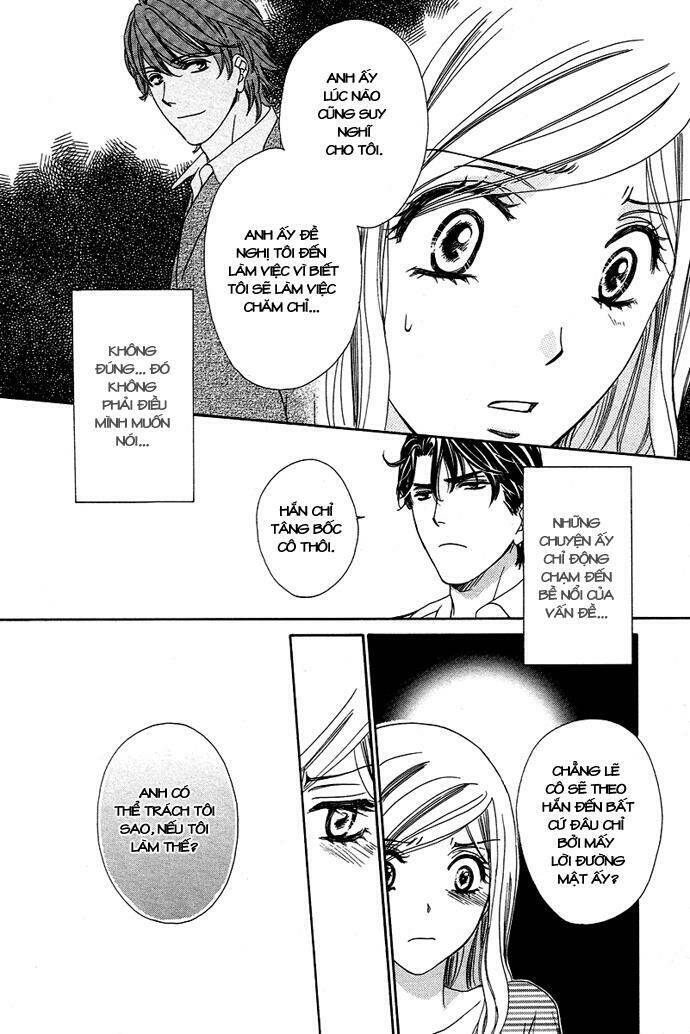 ANH ẤY
LÚC NÀO
CŨNG SUY
NGHĨ
CHO TÔI.
ANH ẤY ĐỀ
NGHỊ TÔI ĐẾN
LÀM VIỆC VÌ BIẾT
TÔI SẼ LÀM VIỆC
CHĂM CHỈ...
KHÔNG
ĐÚNG... ĐÓ
KHÔNG
PHẢI ĐIỀU
MÌNH MUỐN
NÓI...
HẮN CHỈ
TÂNG BỐC
CÔ THÔI.
NHỮNG
CHUYỆN ẤY
CHỈ ĐỘNG
CHẠM ĐẾN
BỀ NỔI CỦA
VẤN ĐỀ...
CHẲNG LẼ
CÔ SẼ THEO
HẮN ĐẾN BẤT
CỨ ĐÂU CHỈ
BỞI MẤY
LỜI ĐƯỜNG
MẬT ẤY?
ANH CÓ
THỂ TRÁCH TÔI
SAO, NẾU TÔI
LÀM THẾ?